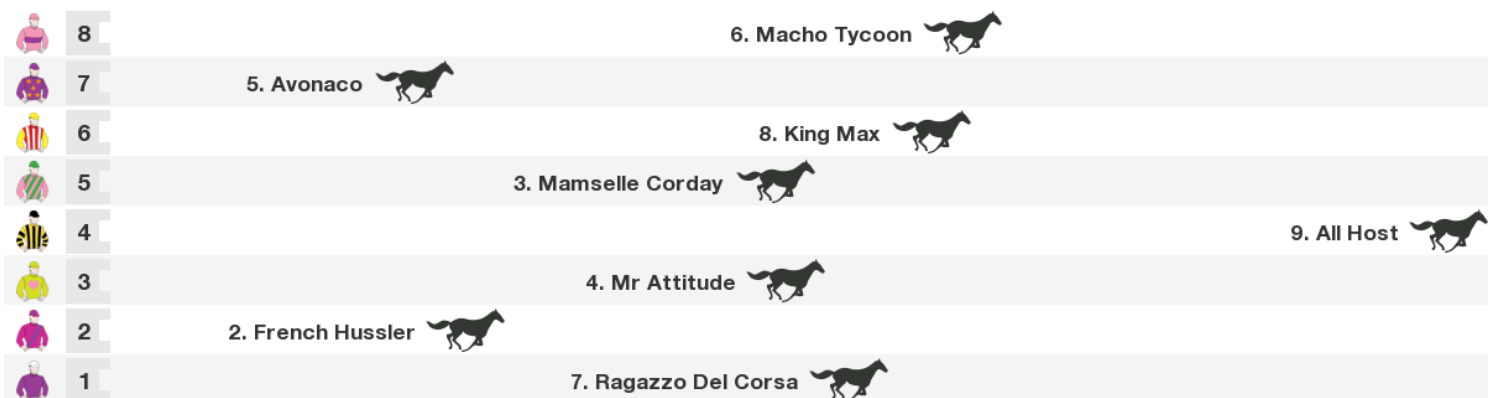 8 6. Macho Tycoon
7 5. Avonaco
6 8. King Max
5 3. Mamselle Corday
4 9. All Host
3 4. Mr Attitude
2 2. French Hussler
1 7. Ragazzo Del Corsa